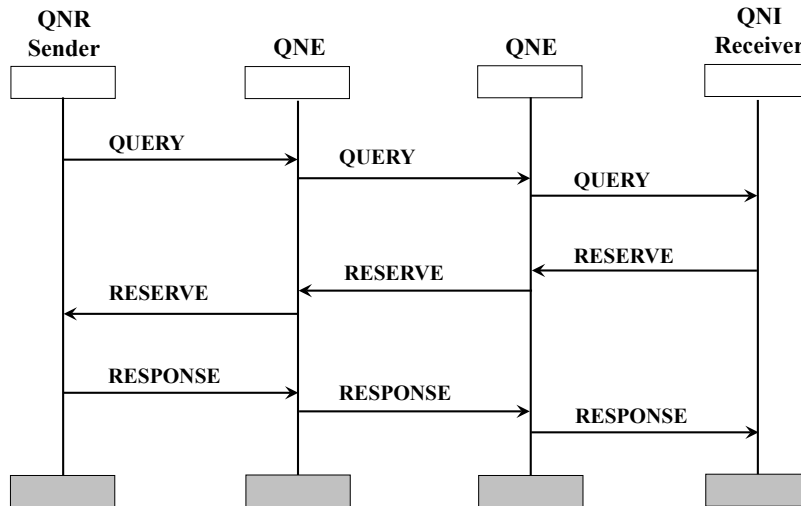 QNR
Sender
QNE
QNE
QNI
Receiver
QUERY
QUERY
QUERY
RESERVE
RESERVE
RESERVE
RESPONSE
RESPONSE
RESPONSE